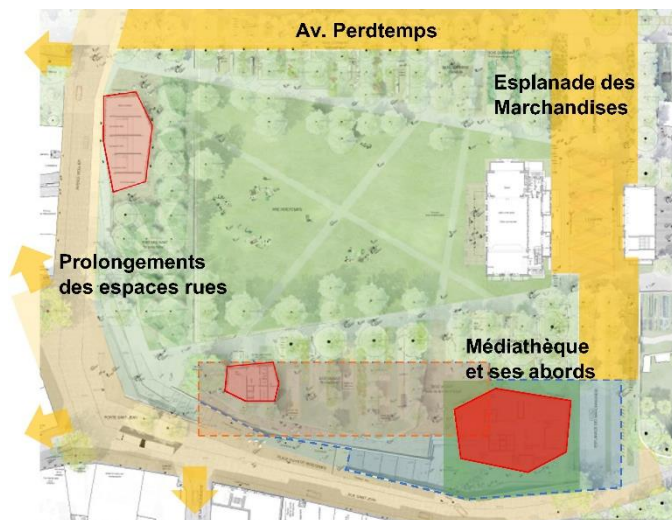 Av. Perdtemps
Esplanade des
Marchandises
Prolongements
des espaces rues
Médiathèque
et ses abords